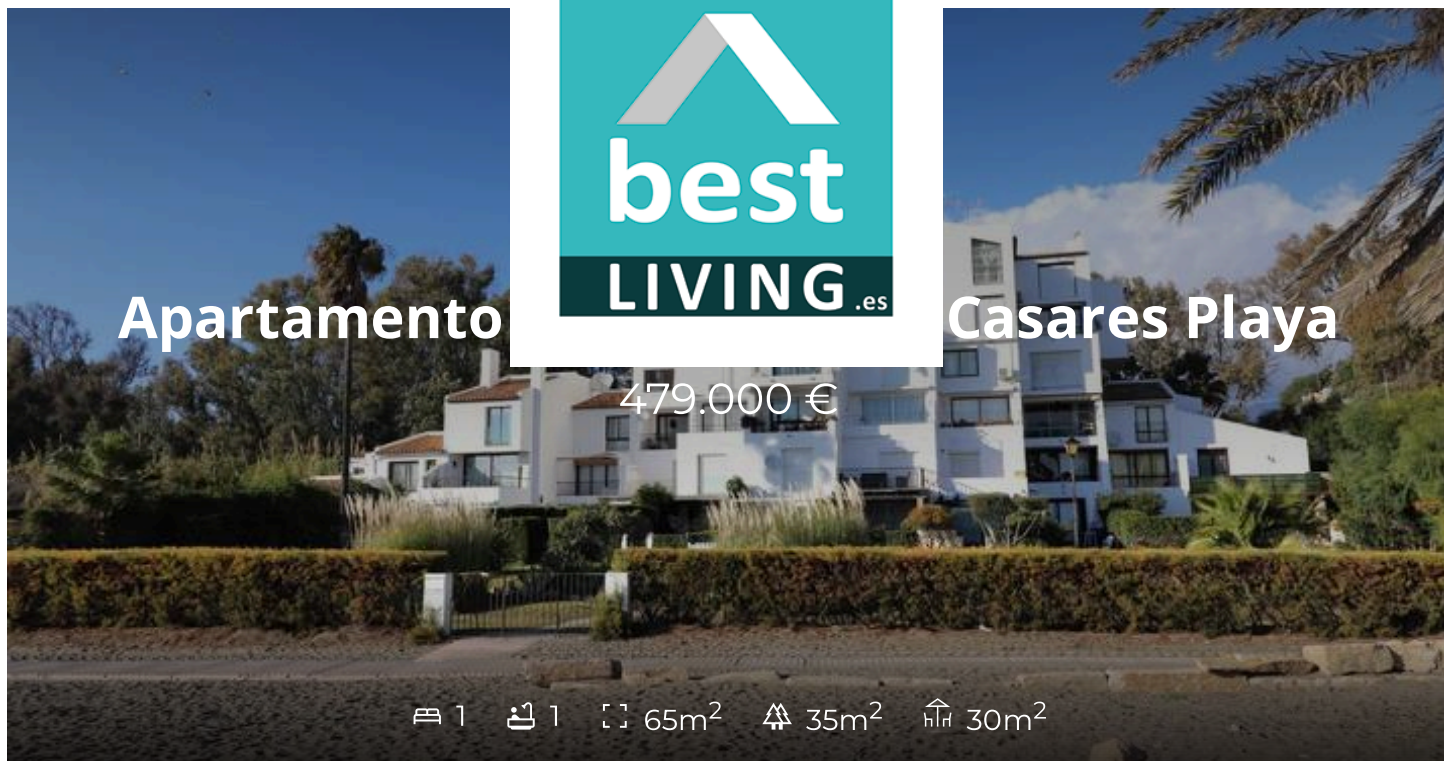 best
LIVING.es
Apartamento Casares Playa
479.000 €
1 1 65m² 35m² 30m²